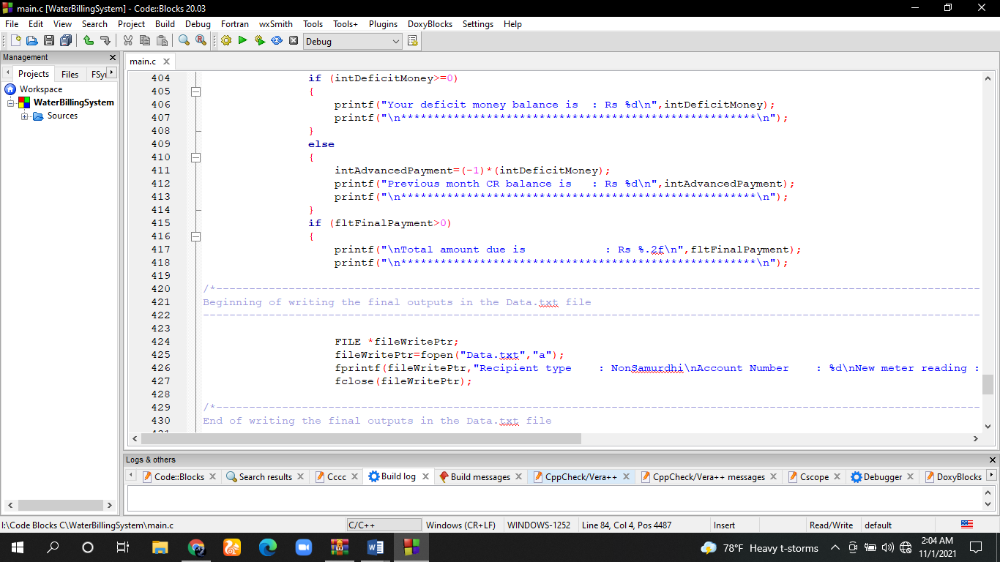 main.c [WaterBillingSystem] - Code::Blocks 20.03
File Edit View Search Project Build Debug Fortran wxSmith Tools Tools+ Plugins DoxyBlocks Settings Help
Debug
Management
main.c
Projects Files FSy
Workspace
WaterBillingSystem
Sources
404 if (intDeficitMoney>=0)
405 {
406 printf("Your deficit money balance is  : Rs %d\n",intDeficitMoney);
407 printf("\n******************************************************\n");
408 }
409 else
410 {
411 intAdvancedPayment=(-1)*(intDeficitMoney);
412 printf("Previous month CR balance is   : Rs %d\n",intAdvancedPayment);
413 printf("\n******************************************************\n");
414 }
415 if (fltFinalPayment>0)
416 {
417 printf("\nTotal amount due is            : Rs %.2f\n",fltFinalPayment);
418 printf("\n******************************************************\n");
419
420 /*----------------------------------------------------------------------------------------------------------------------
421 Beginning of writing the final outputs in the Data.txt file
422 ----------------------------------------------------------------------------------------------------------------------
423
424 FILE *fileWritePtr;
425 fileWritePtr=fopen("Data.txt","a");
426 fprintf(fileWritePtr,"Recipient type    : NonSamurdhi\nAccount Number    : %d\nNew meter reading :
427 fclose(fileWritePtr);
428
429 /*----------------------------------------------------------------------------------------------------------------------
430 End of writing the final outputs in the Data.txt file
Logs & others
Code::Blocks Search results Cccc Build log Build messages CppCheck/Vera++ CppCheck/Vera++ messages Cscope Debugger DoxyBlocks
I:\Code Blocks C\WaterBillingSystem\main.c C/C++ Windows (CR+LF) WINDOWS-1252 Line 84, Col 4, Pos 4487 Insert Read/Write default
78°F Heavy t-storms
2:04 AM
11/1/2021